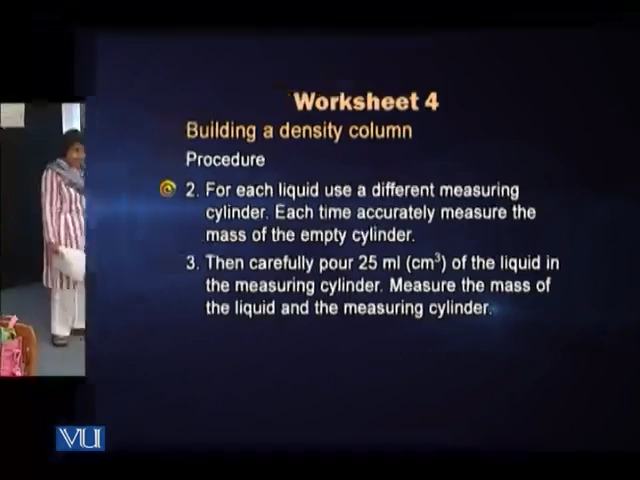 Worksheet 4
Building a density column
Procedure
2. For each liquid use a different measuring
cylinder. Each time accurately measure the
mass of the empty cylinder.
3. Then carefully pour 25 ml (cm³) of the liquid in
the measuring cylinder. Measure the mass of
the liquid and the measuring cylinder.
VU